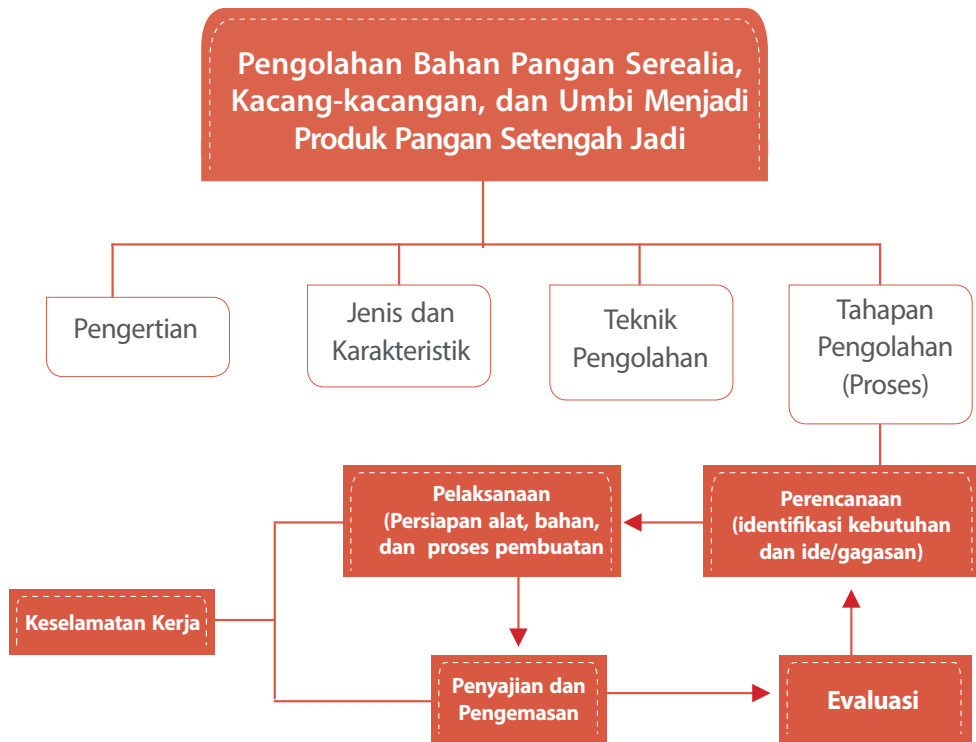 Pengolahan Bahan Pangan Serealia,
Kacang-kacangan, dan Umbi Menjadi
Produk Pangan Setengah Jadi
Pengertian
Jenis dan
Karakteristik
Teknik
Pengolahan
Tahapan
Pengolahan
(Proses)
Pelaksanaan
(Persiapan alat, bahan,
dan proses pembuatan
Perencanaan
(identifikasi kebutuhan
dan ide/gagasan)
Keselamatan Kerja
Penyajian dan
Pengemasan
Evaluasi